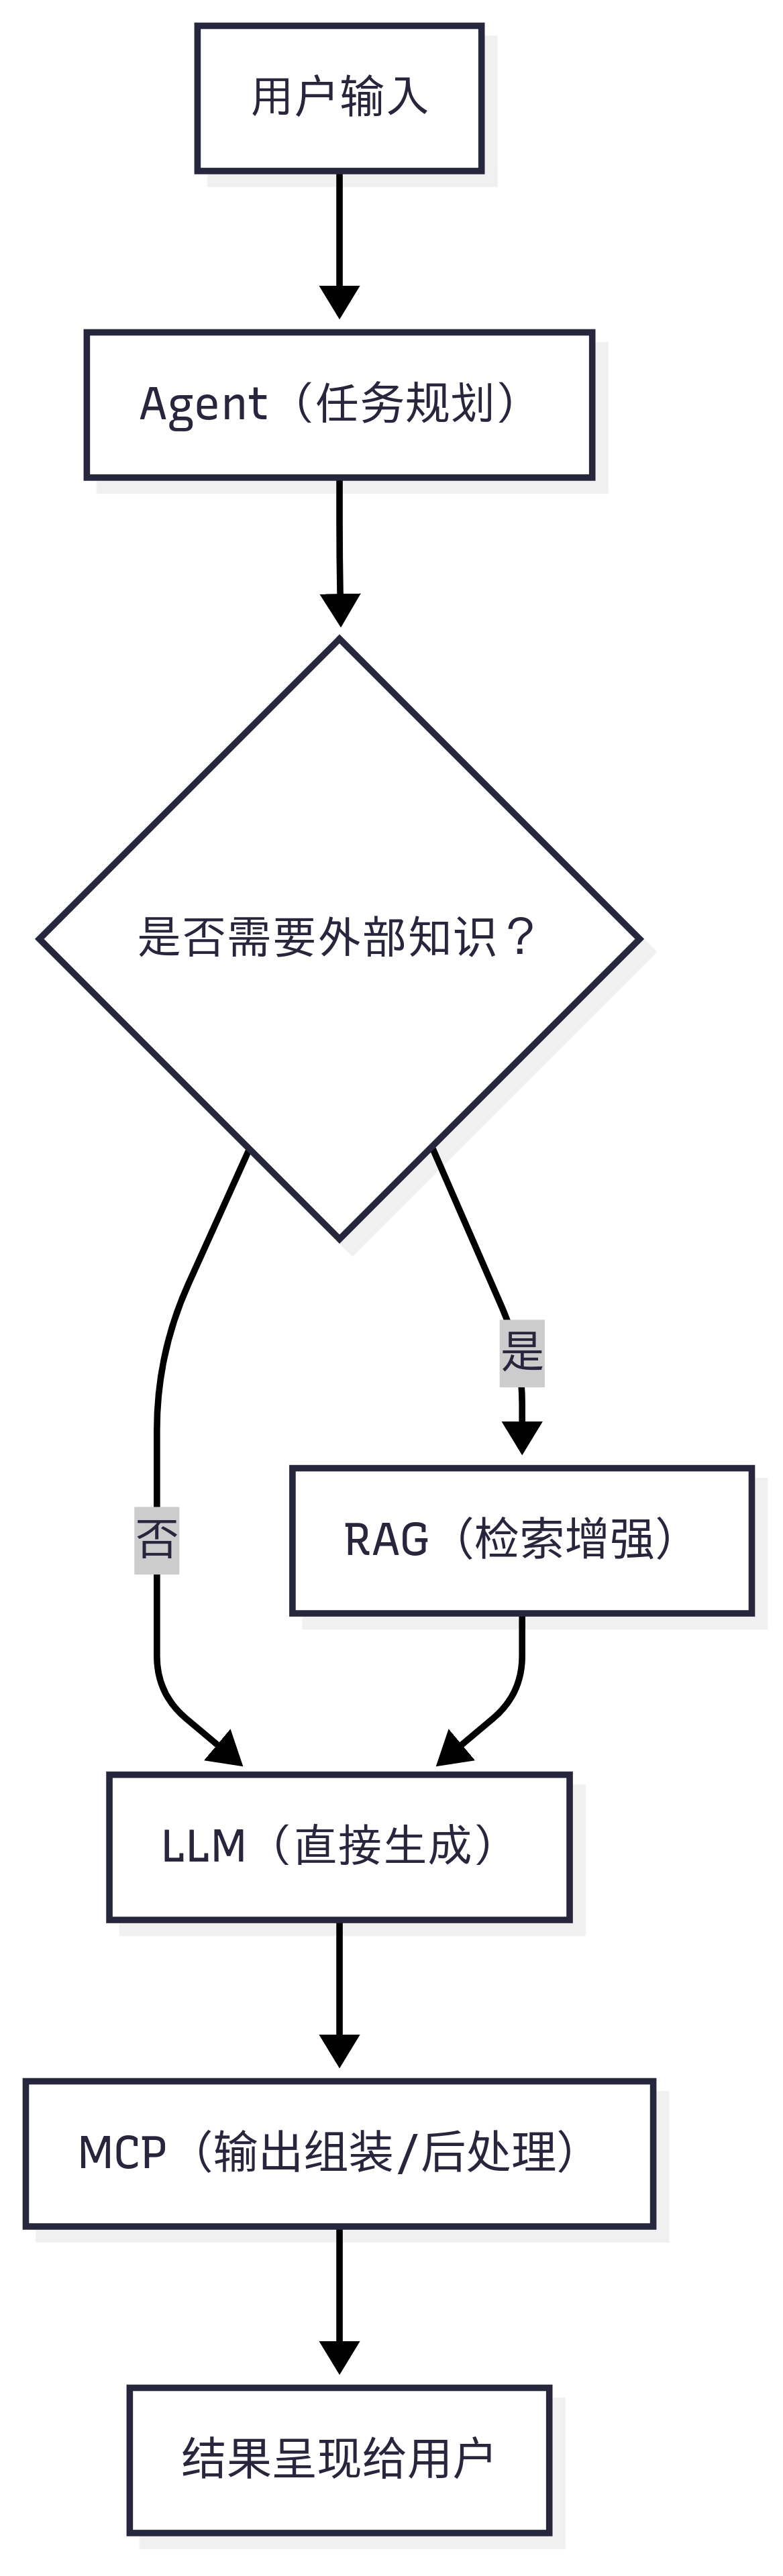 用户输入
Agent（任务规划）
是否需要外部知识？
是
否
RAG（检索增强）
LLM（直接生成）
MCP（输出组装/后处理）
结果呈现给用户